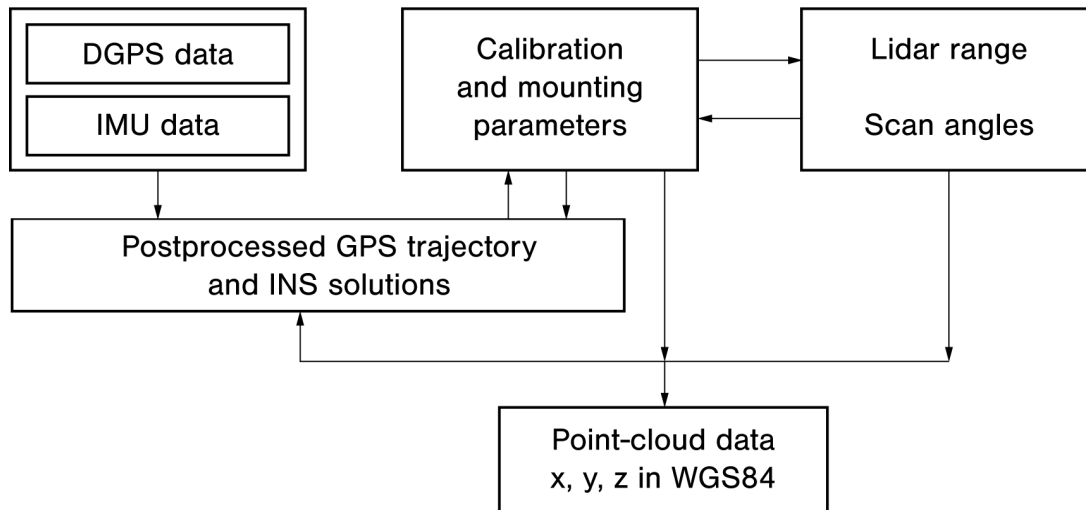 DGPS data
IMU data
Calibration
and mounting
parameters
Lidar range
Scan angles
Postprocessed GPS trajectory
and INS solutions
Point-cloud data
x, y, z in WGS84